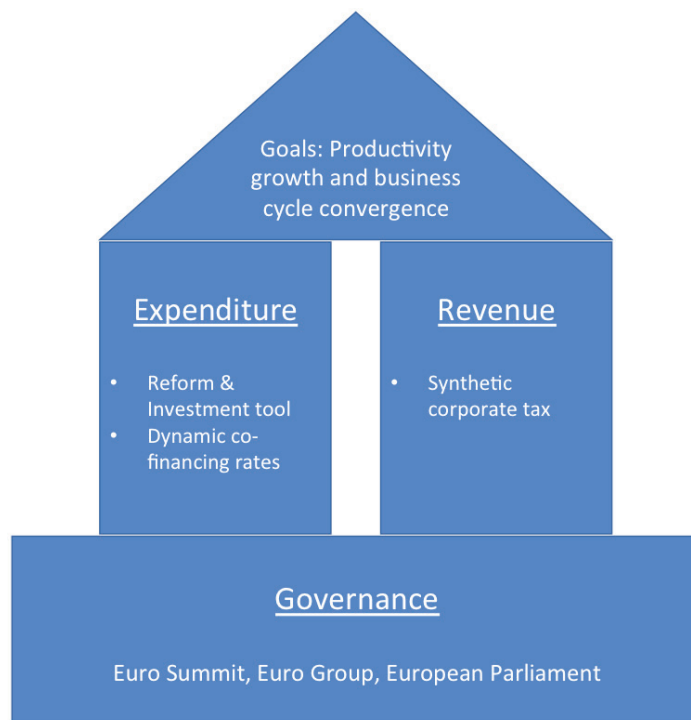 Goals: Productivity
growth and business
cycle convergence
Expenditure
• Reform &
Investment tool
• Dynamic co-
financing rates
Revenue
• Synthetic
corporate tax
Governance
Euro Summit, Euro Group, European Parliament